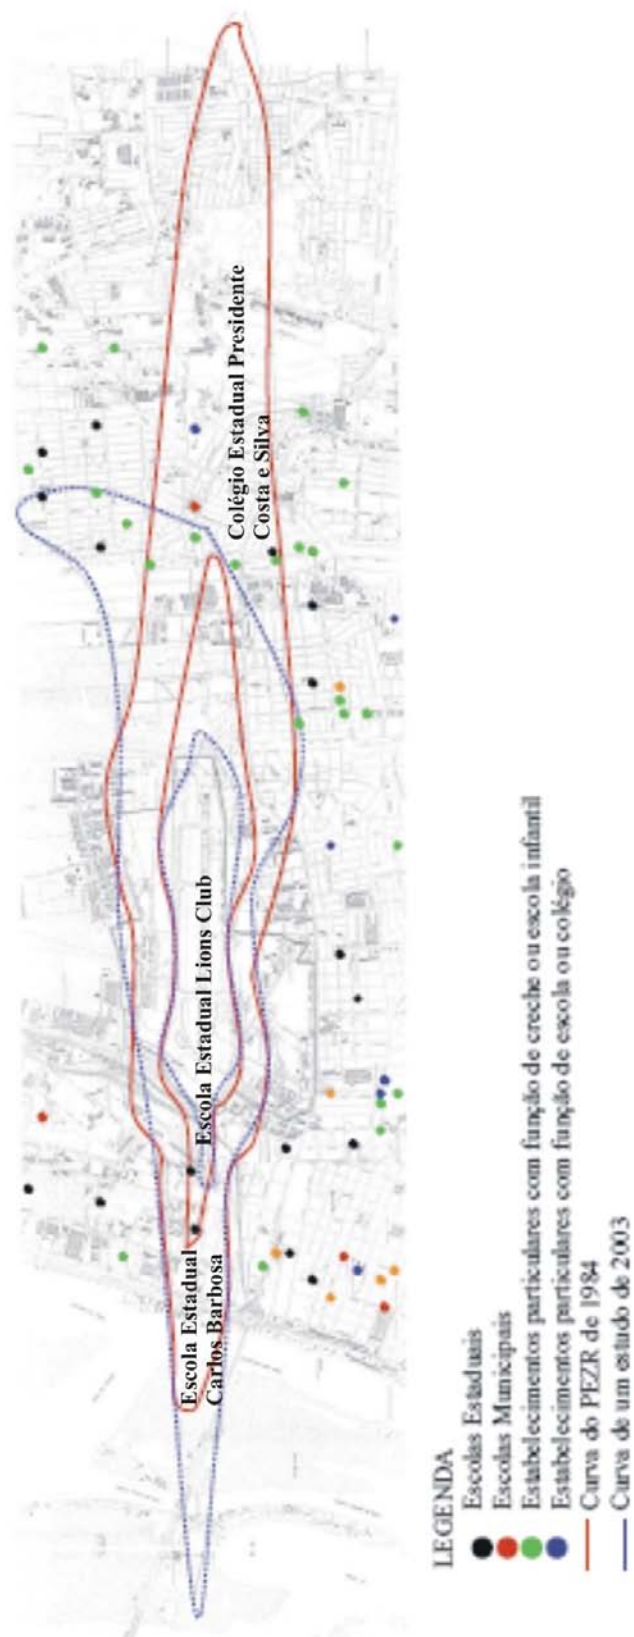 Colégio Estadual Presidente
Costa e Silva
Escola Estadual Lions Club
Escola Estadual
Carlos Barbosa
LEGENDA
Escolas Estaduais
Escolas Municipais
Estabelecimentos particulares com função de creche ou escola infantil
Estabelecimentos particulares com função de escola ou colégio
Curva do PEZR de 1984
Curva de um estudo de 2003